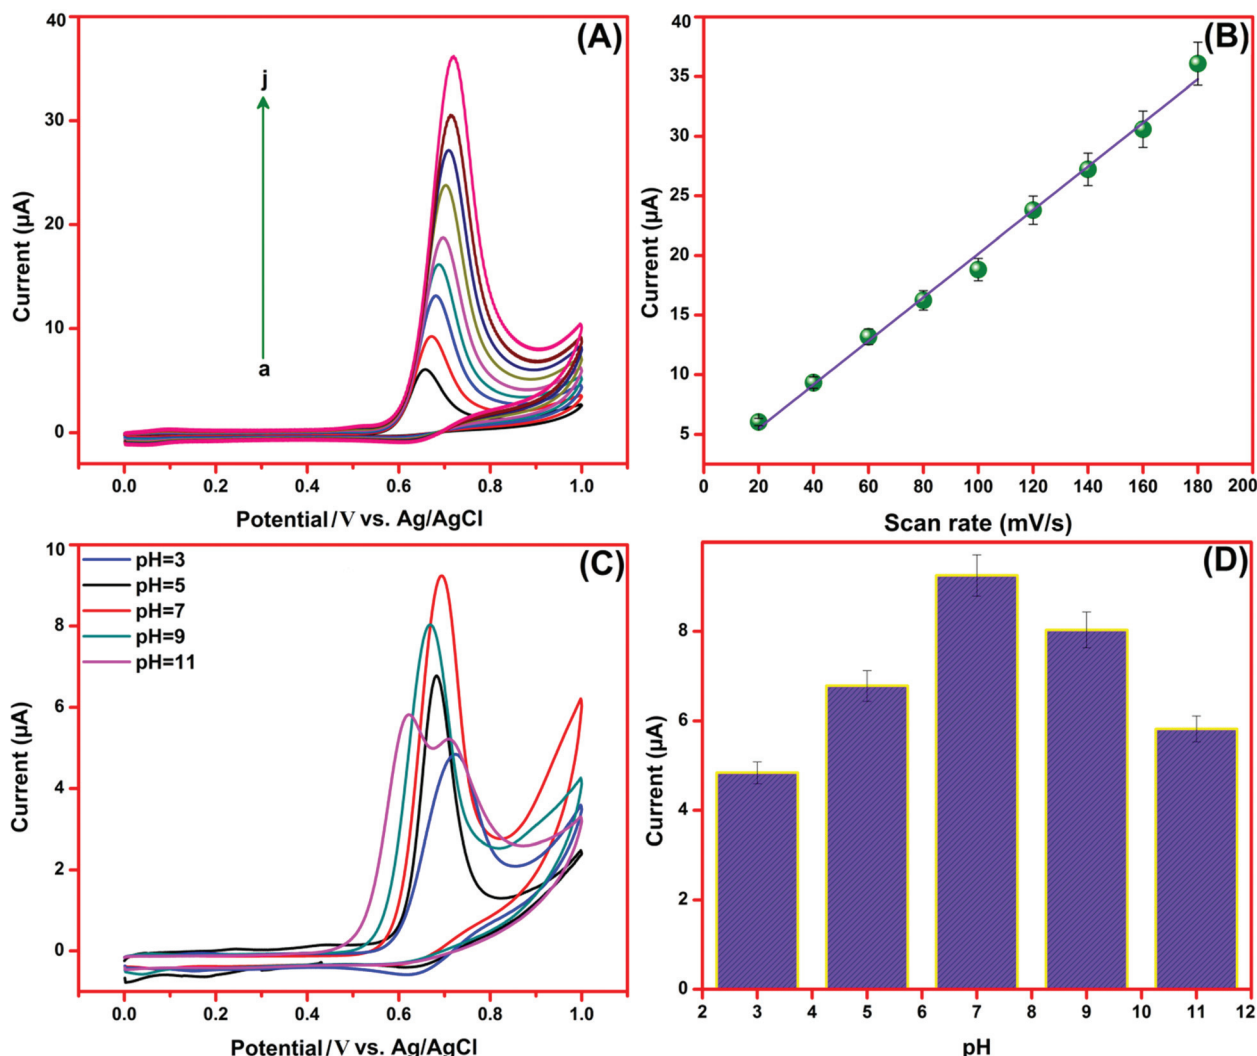 (A)
40
30
20
10
0
Current (µA)
j
a
0.0 0.2 0.4 0.6 0.8 1.0
Potential/V vs. Ag/AgCl
(B)
40
35
30
25
20
15
10
5
Current (µA)
0 20 40 60 80 100 120 140 160 180 200
Scan rate (mV/s)
(C)
10
8
6
4
2
0
Current (µA)
pH=3
pH=5
pH=7
pH=9
pH=11
0.0 0.2 0.4 0.6 0.8 1.0
Potential/V vs. Ag/AgCl
(D)
8
6
4
2
0
Current (µA)
2 3 4 5 6 7 8 9 10 11 12
pH